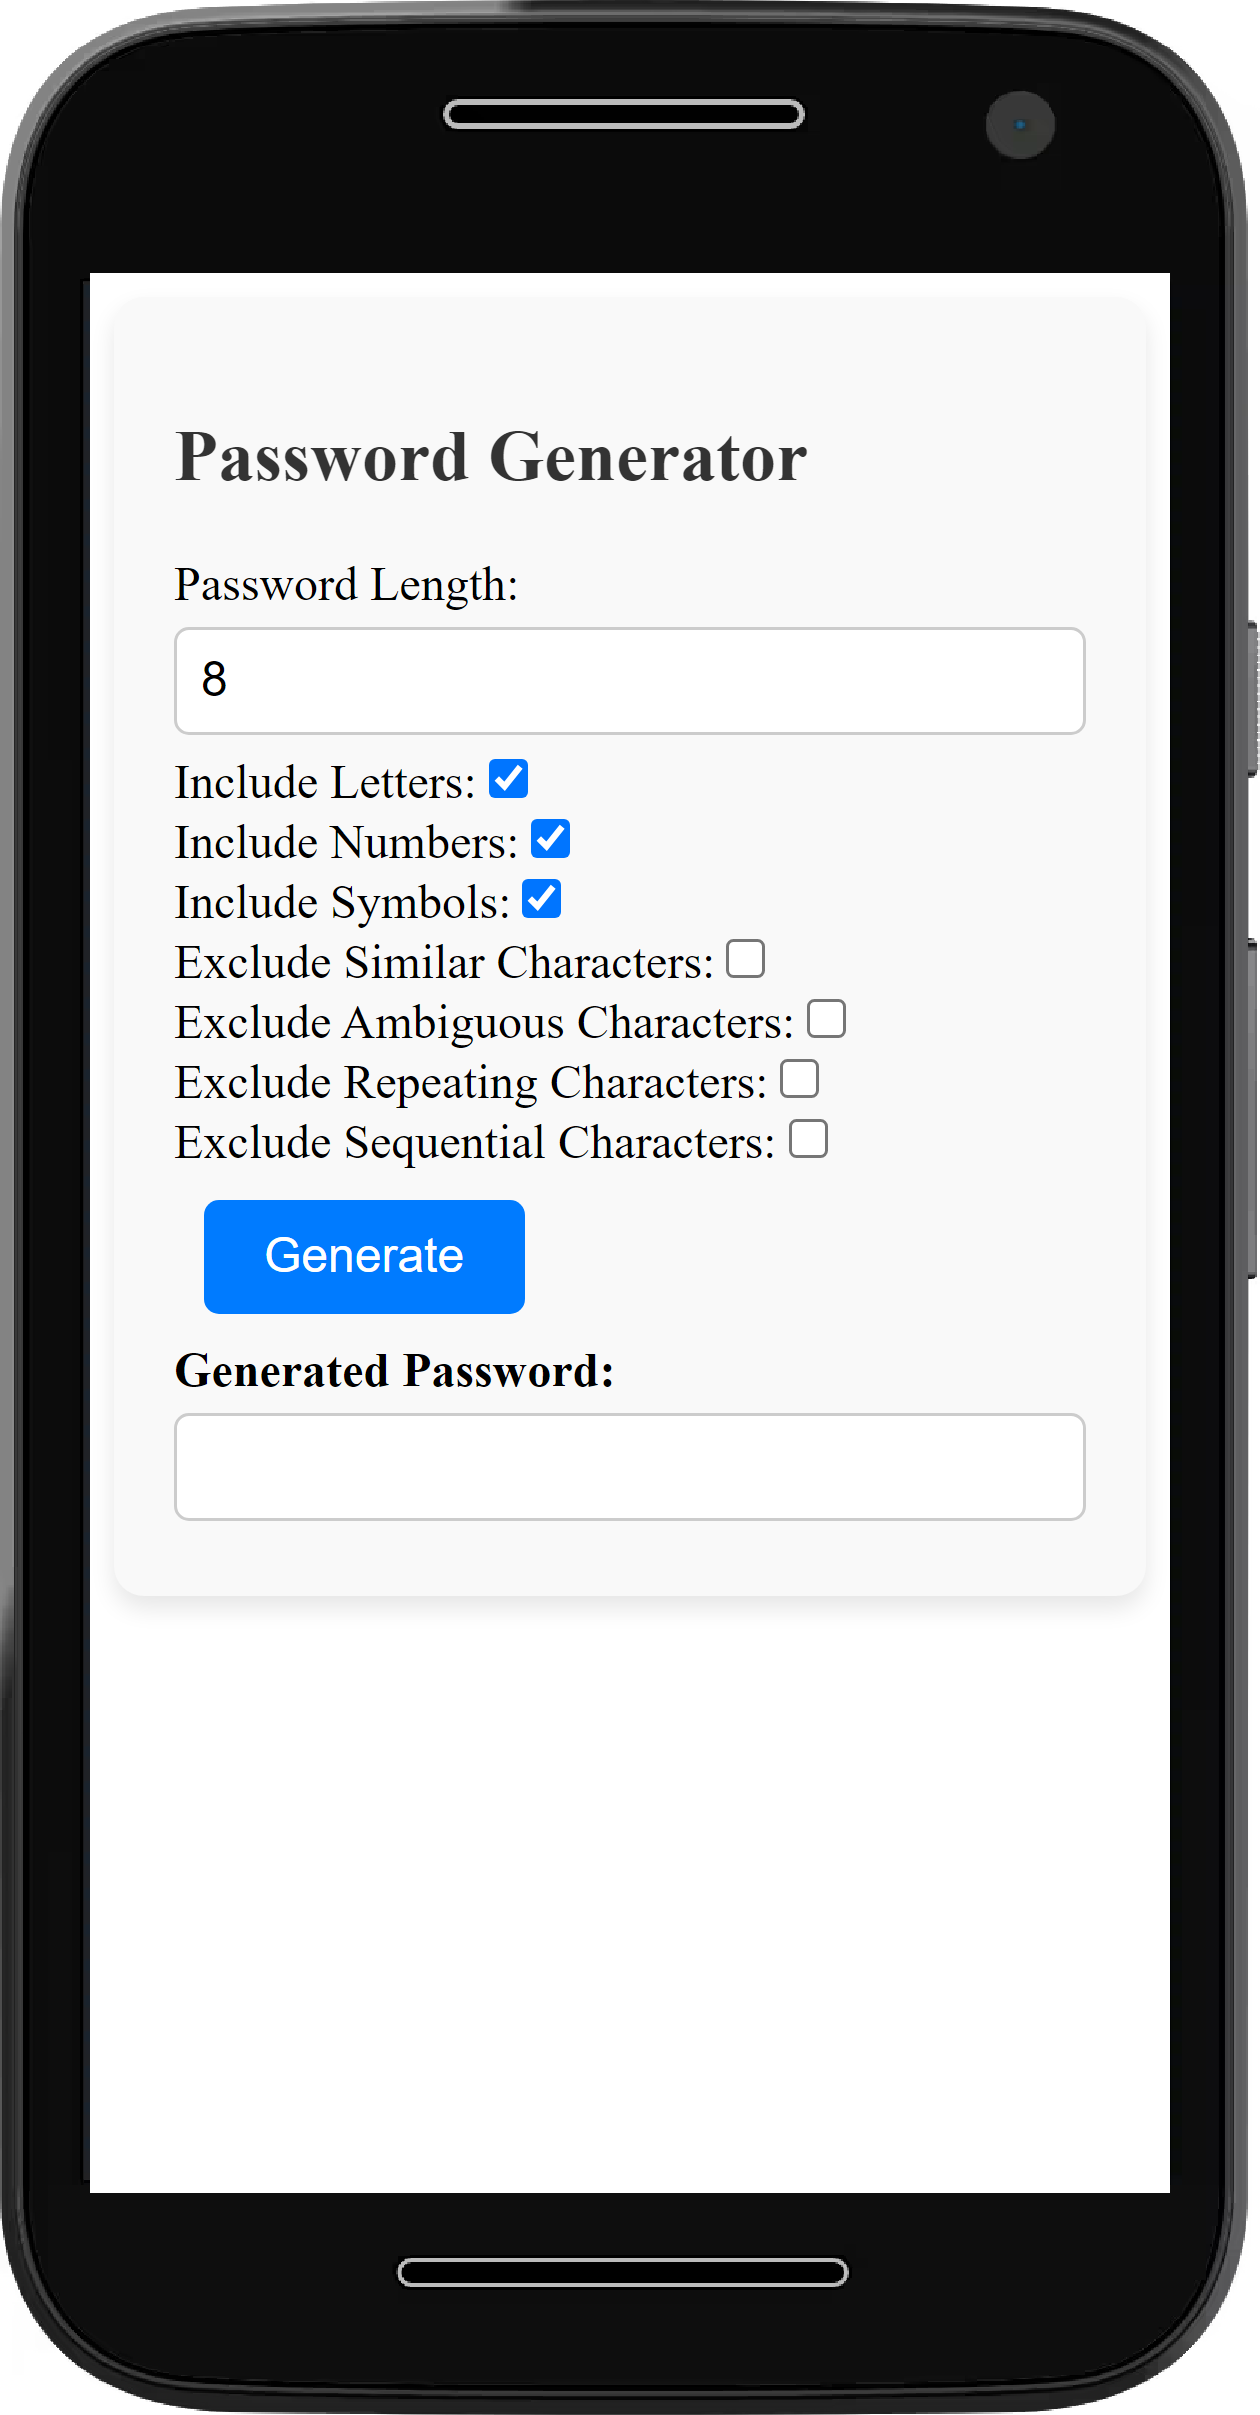 Password Generator
Password Length:
8
Include Letters:
Include Numbers:
Include Symbols:
Exclude Similar Characters:
Exclude Ambiguous Characters:
Exclude Repeating Characters:
Exclude Sequential Characters:
Generate
Generated Password: